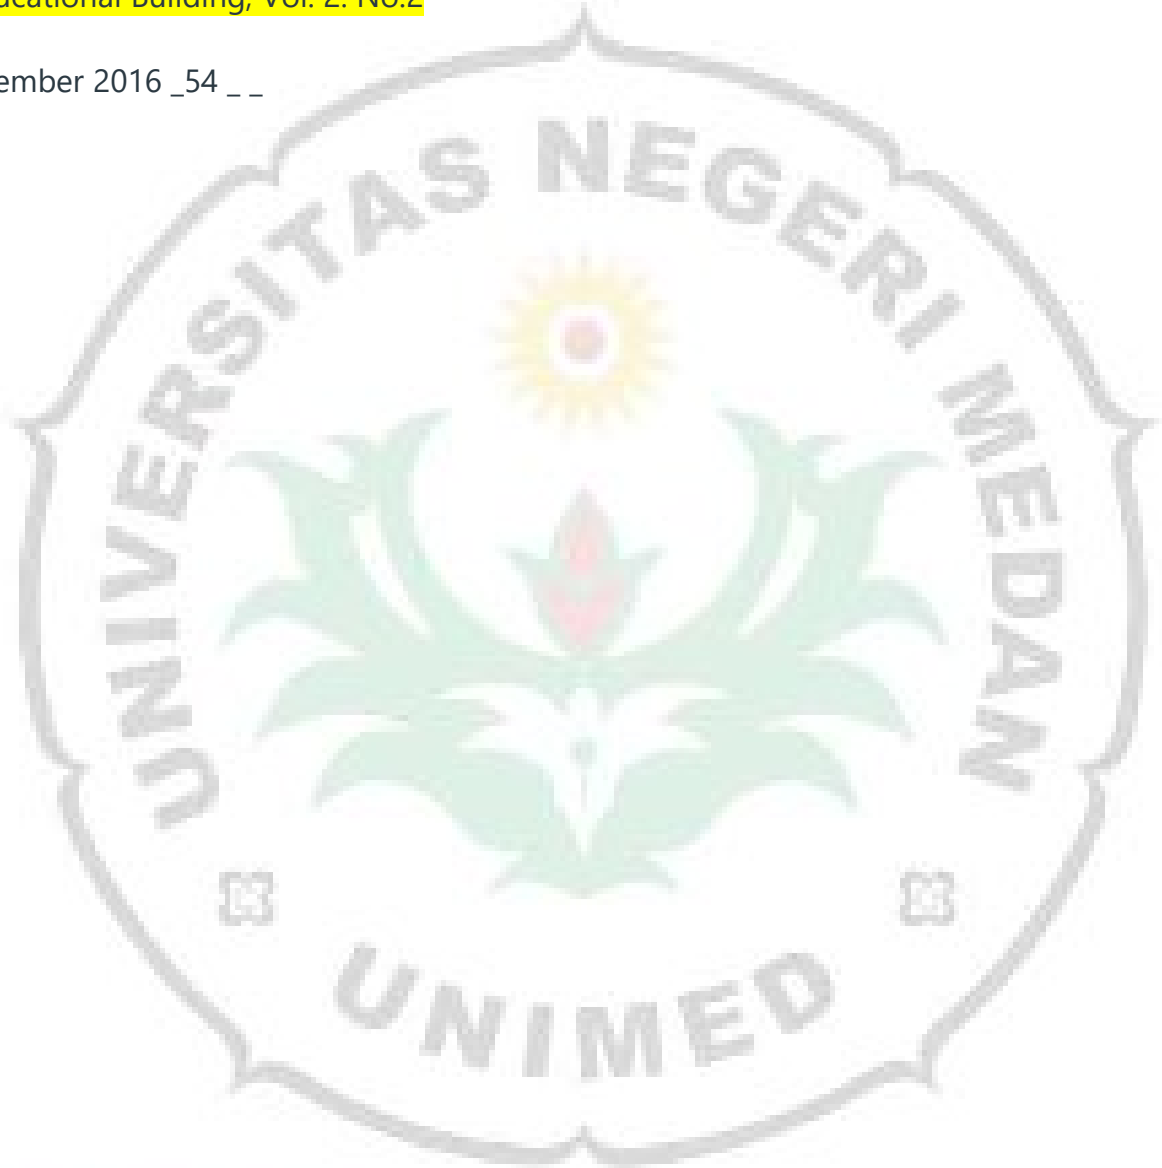 ucational Building, Vol. 2. No.2
ember 2016 _54 _ _
UNIVERSITAS NEGERI MEDAN
UNIMED